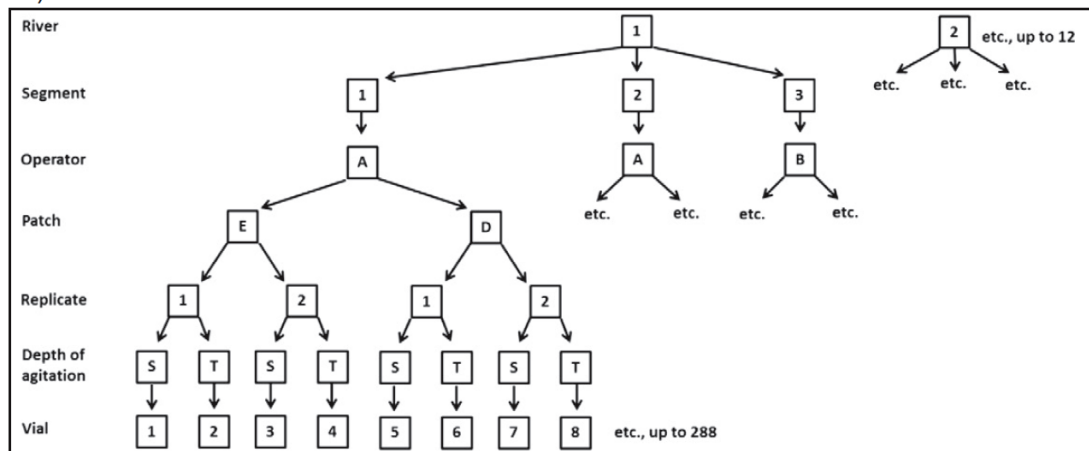 River 1 2 etc., up to 12
etc. etc. etc.
Segment 1 2 3
Operator A A B
etc. etc. etc. etc.
Patch E D
Replicate 1 2 1 2
Depth of
agitation S T S T S T S T
Vial 1 2 3 4 5 6 7 8 etc., up to 288